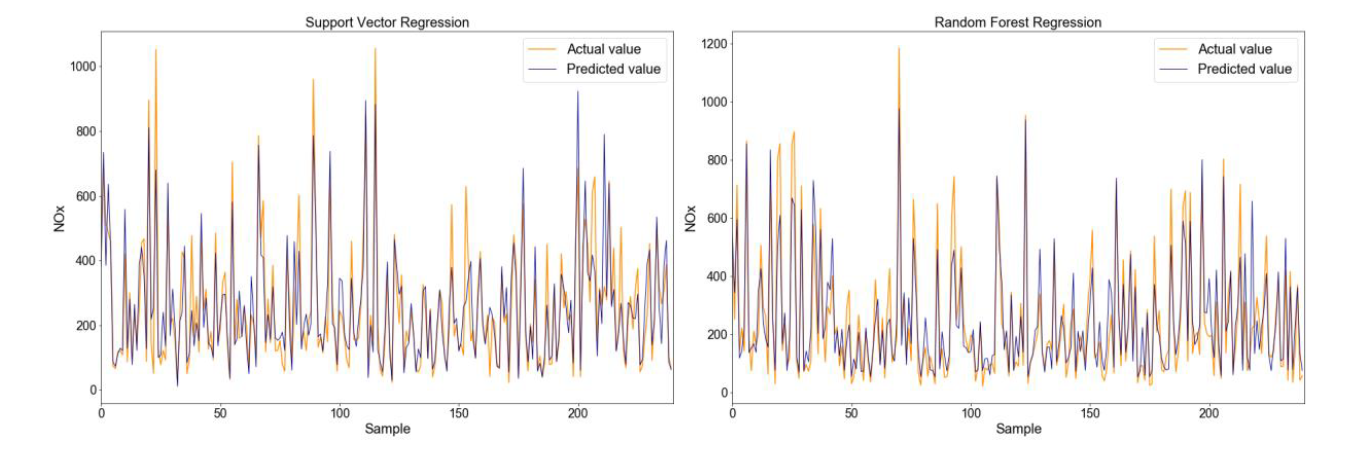 Support Vector Regression
Actual value
Predicted value
1000
800
600
400
200
0
NOx
0
50
100
150
200
Sample
Random Forest Regression
Actual value
Predicted value
1200
1000
800
600
400
200
0
NOx
0
50
100
150
200
Sample